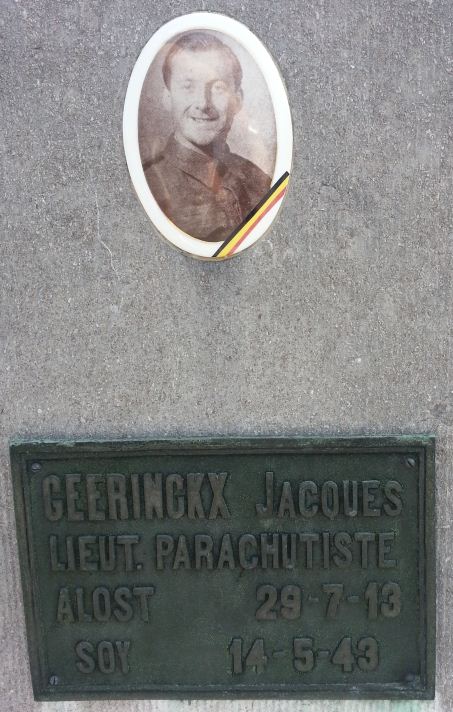 GEERINCKX JACQUES
LIEUT. PARACHUTISTE
ALOST 29-7-13
SOY 14-5-43